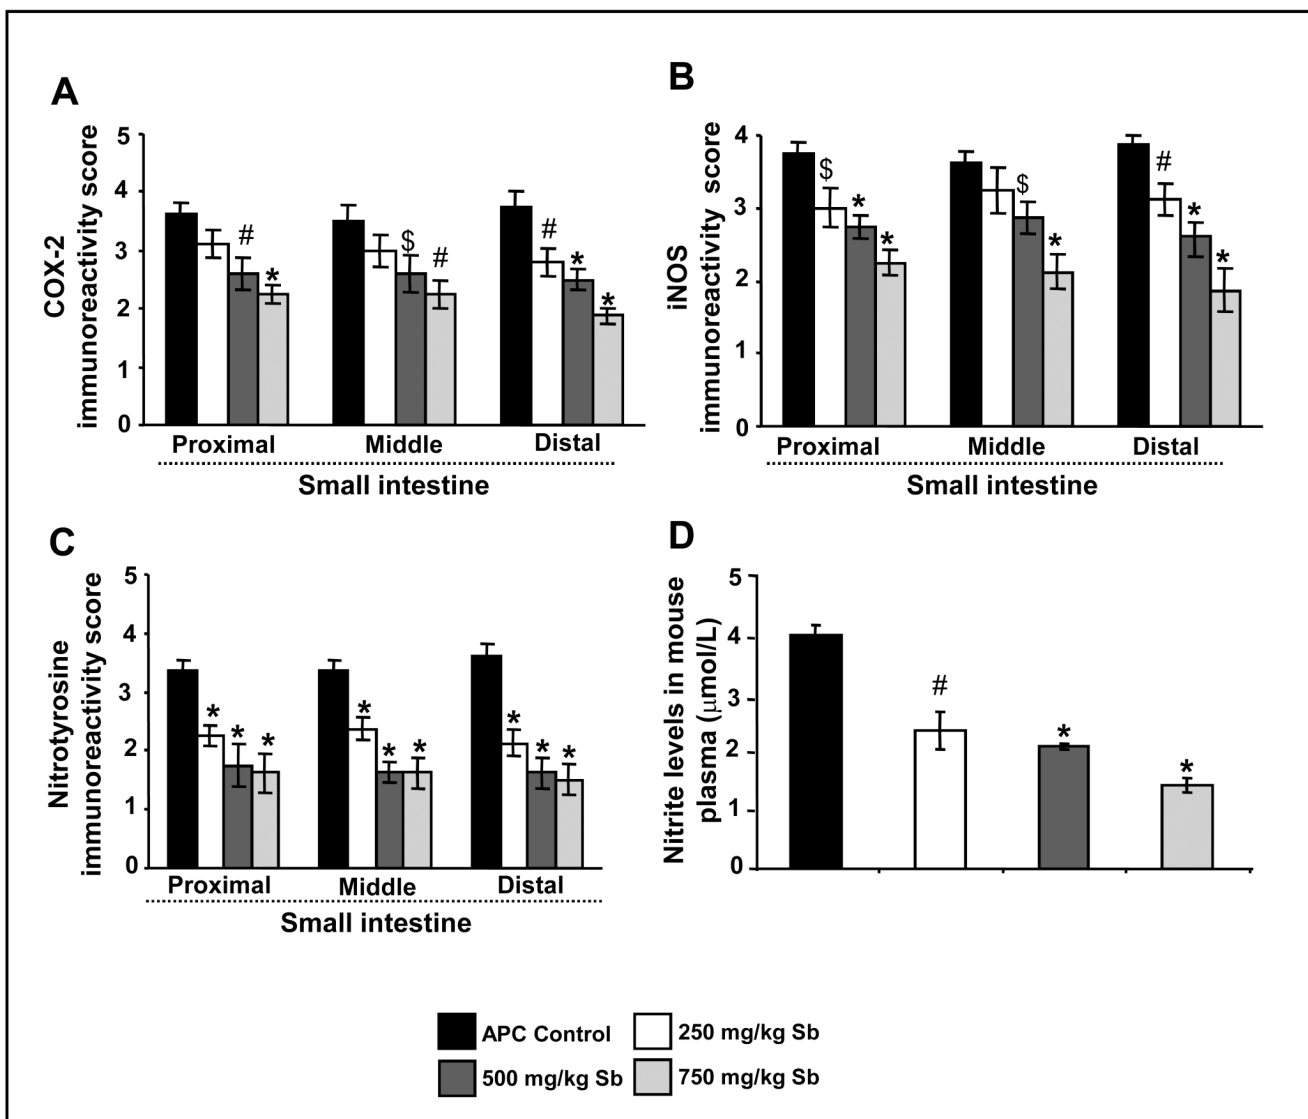 A
COX-2
immunoreactivity score
5
4
3
2
1
0
#
*
$
#
#
*
*
Proximal Middle Distal
Small intestine
B
iNOS
immunoreactivity score
4
3
2
1
0
$
*
*
$
*
#
*
*
Proximal Middle Distal
Small intestine
C
Nitrotyrosine
immunoreactivity score
5
4
3
2
1
0
*
*
*
*
*
*
*
*
*
Proximal Middle Distal
Small intestine
D
Nitrite levels in mouse
plasma (µmol/L)
5
4
3
2
1
0
#
*
*
APC Control 250 mg/kg Sb
500 mg/kg Sb 750 mg/kg Sb